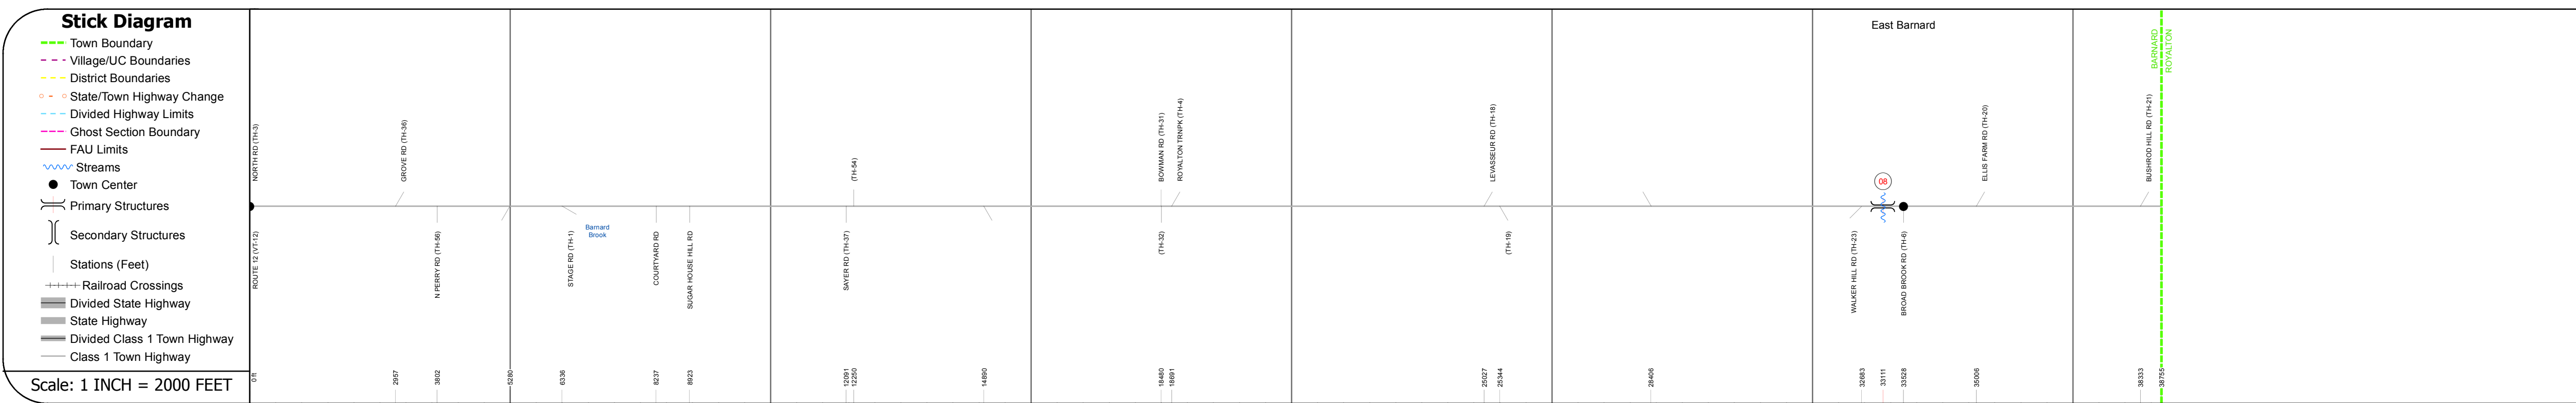 Stick Diagram
Town Boundary
Village/UC Boundaries
District Boundaries
State/Town Highway Change
Divided Highway Limits
Ghost Section Boundary
FAU Limits
Streams
Town Center
Primary Structures
Secondary Structures
Stations (Feet)
Railroad Crossings
Divided State Highway
State Highway
Divided Class 1 Town Highway
Class 1 Town Highway
Scale: 1 INCH = 2000 FEET
East Barnard
BARNARD
ROYALTON
NORTH RD (TH-3)
GROVE RD (TH-36)
(TH-54)
BOWMAN RD (TH-31)
ROYALTON TRNPK (TH-4)
LEVASSEUR RD (TH-18)
08
ELLIS FARM RD (TH-20)
BUSHROD HILL RD (TH-21)
ROUTE 12 (VT-12)
N PERRY RD (TH-56)
STAGE RD (TH-1)
Barnard
Brook
COURTYARD RD
SUGAR HOUSE HILL RD
SAYER RD (TH-37)
(TH-32)
(TH-19)
WALKER HILL RD (TH-23)
BROAD BROOK RD (TH-6)
0 ft
2957
3802
5280
6336
8237
8923
12091
12250
14890
18480
18691
25027
25344
28406
32683
33111
33528
35006
38333
38755